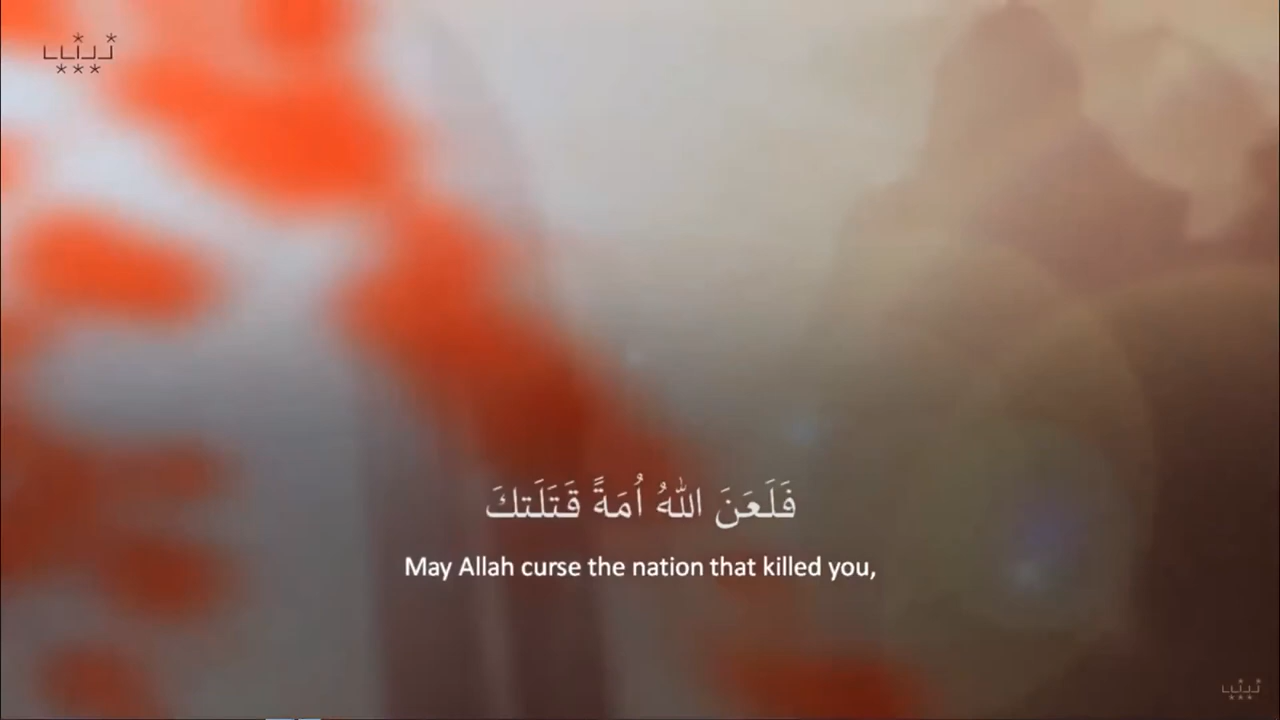 فَلَعَنَ اللهُ اُمَةً قَتَلَتكَ
May Allah curse the nation that killed you,